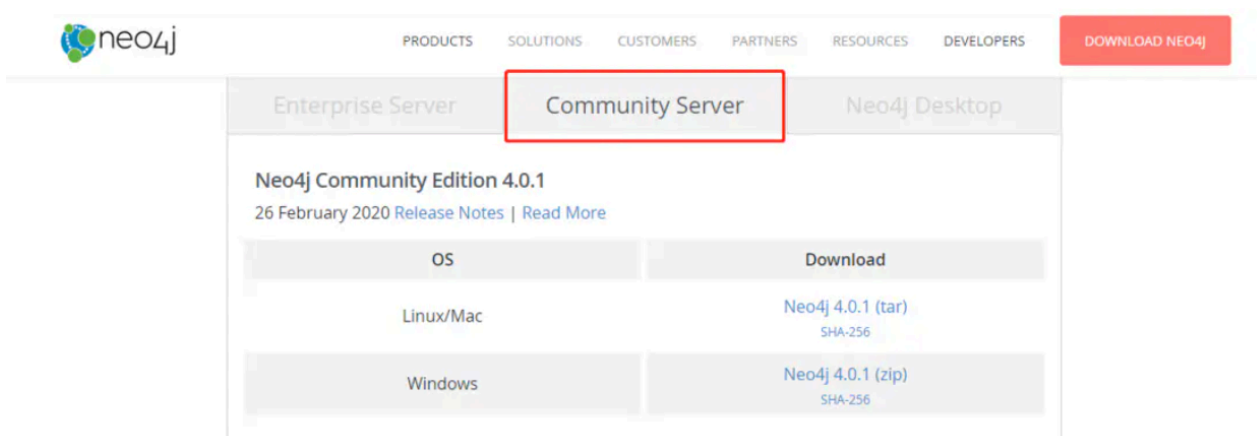 neo4j PRODUCTS SOLUTIONS CUSTOMERS PARTNERS RESOURCES DEVELOPERS DOWNLOAD NEO4J
Enterprise Server Community Server Neo4j Desktop
Neo4j Community Edition 4.0.1
26 February 2020 Release Notes | Read More
OS Download
Linux/Mac Neo4j 4.0.1 (tar)
SHA-256
Windows Neo4j 4.0.1 (zip)
SHA-256